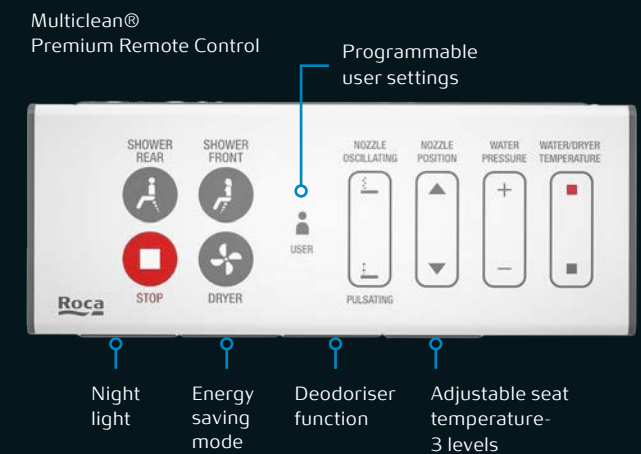 Multiclean®
Premium Remote Control
Programmable
user settings
SHOWER
REAR
SHOWER
FRONT
NOZZLE
OSCILLATING
NOZZLE
POSITION
WATER
PRESSURE
WATER/DRYER
TEMPERATURE
+
USER
−
Roca
STOP
DRYER
PULSATING
Night
light
Energy
saving
mode
Deodoriser
function
Adjustable seat
temperature-
3 levels